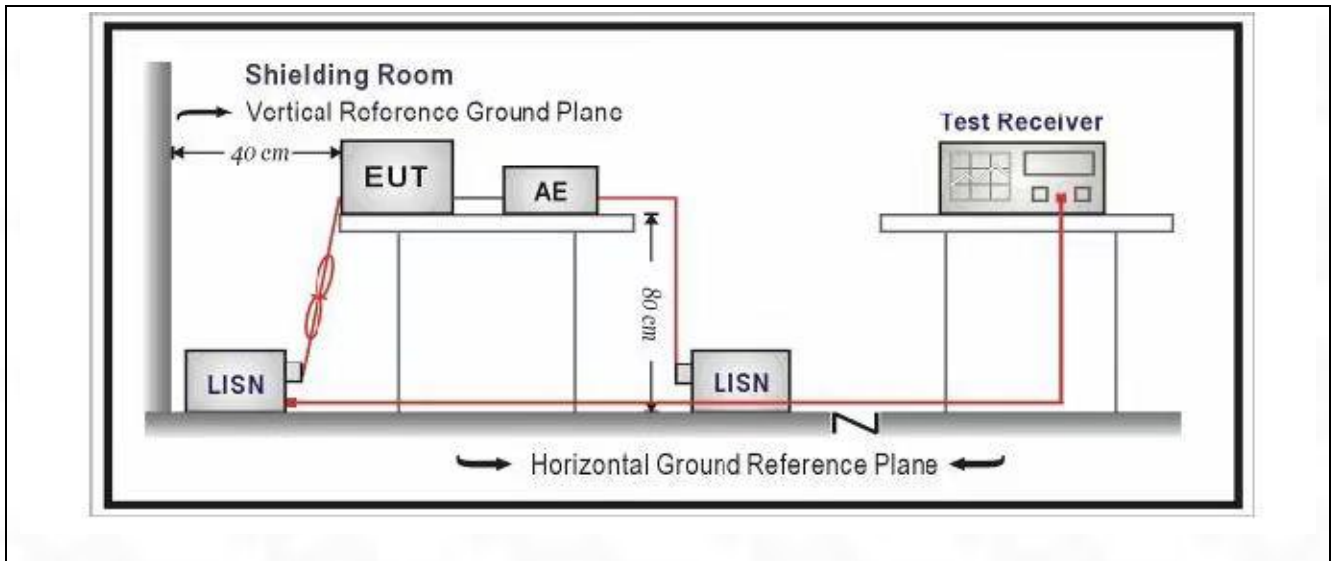 Shielding Room
Vertical Reference Ground Plane
40 cm
EUT
AE
Test Receiver
80 cm
LISN
LISN
Horizontal Ground Reference Plane